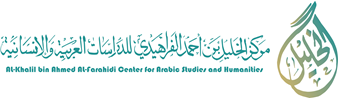 مركز الخليل بن أحمد الفراهيدي للدراسات العربية والإنسانية
Al-Khalil bin Ahmed Al-Farahidi Center for Arabic Studies and Humanities
الخليل